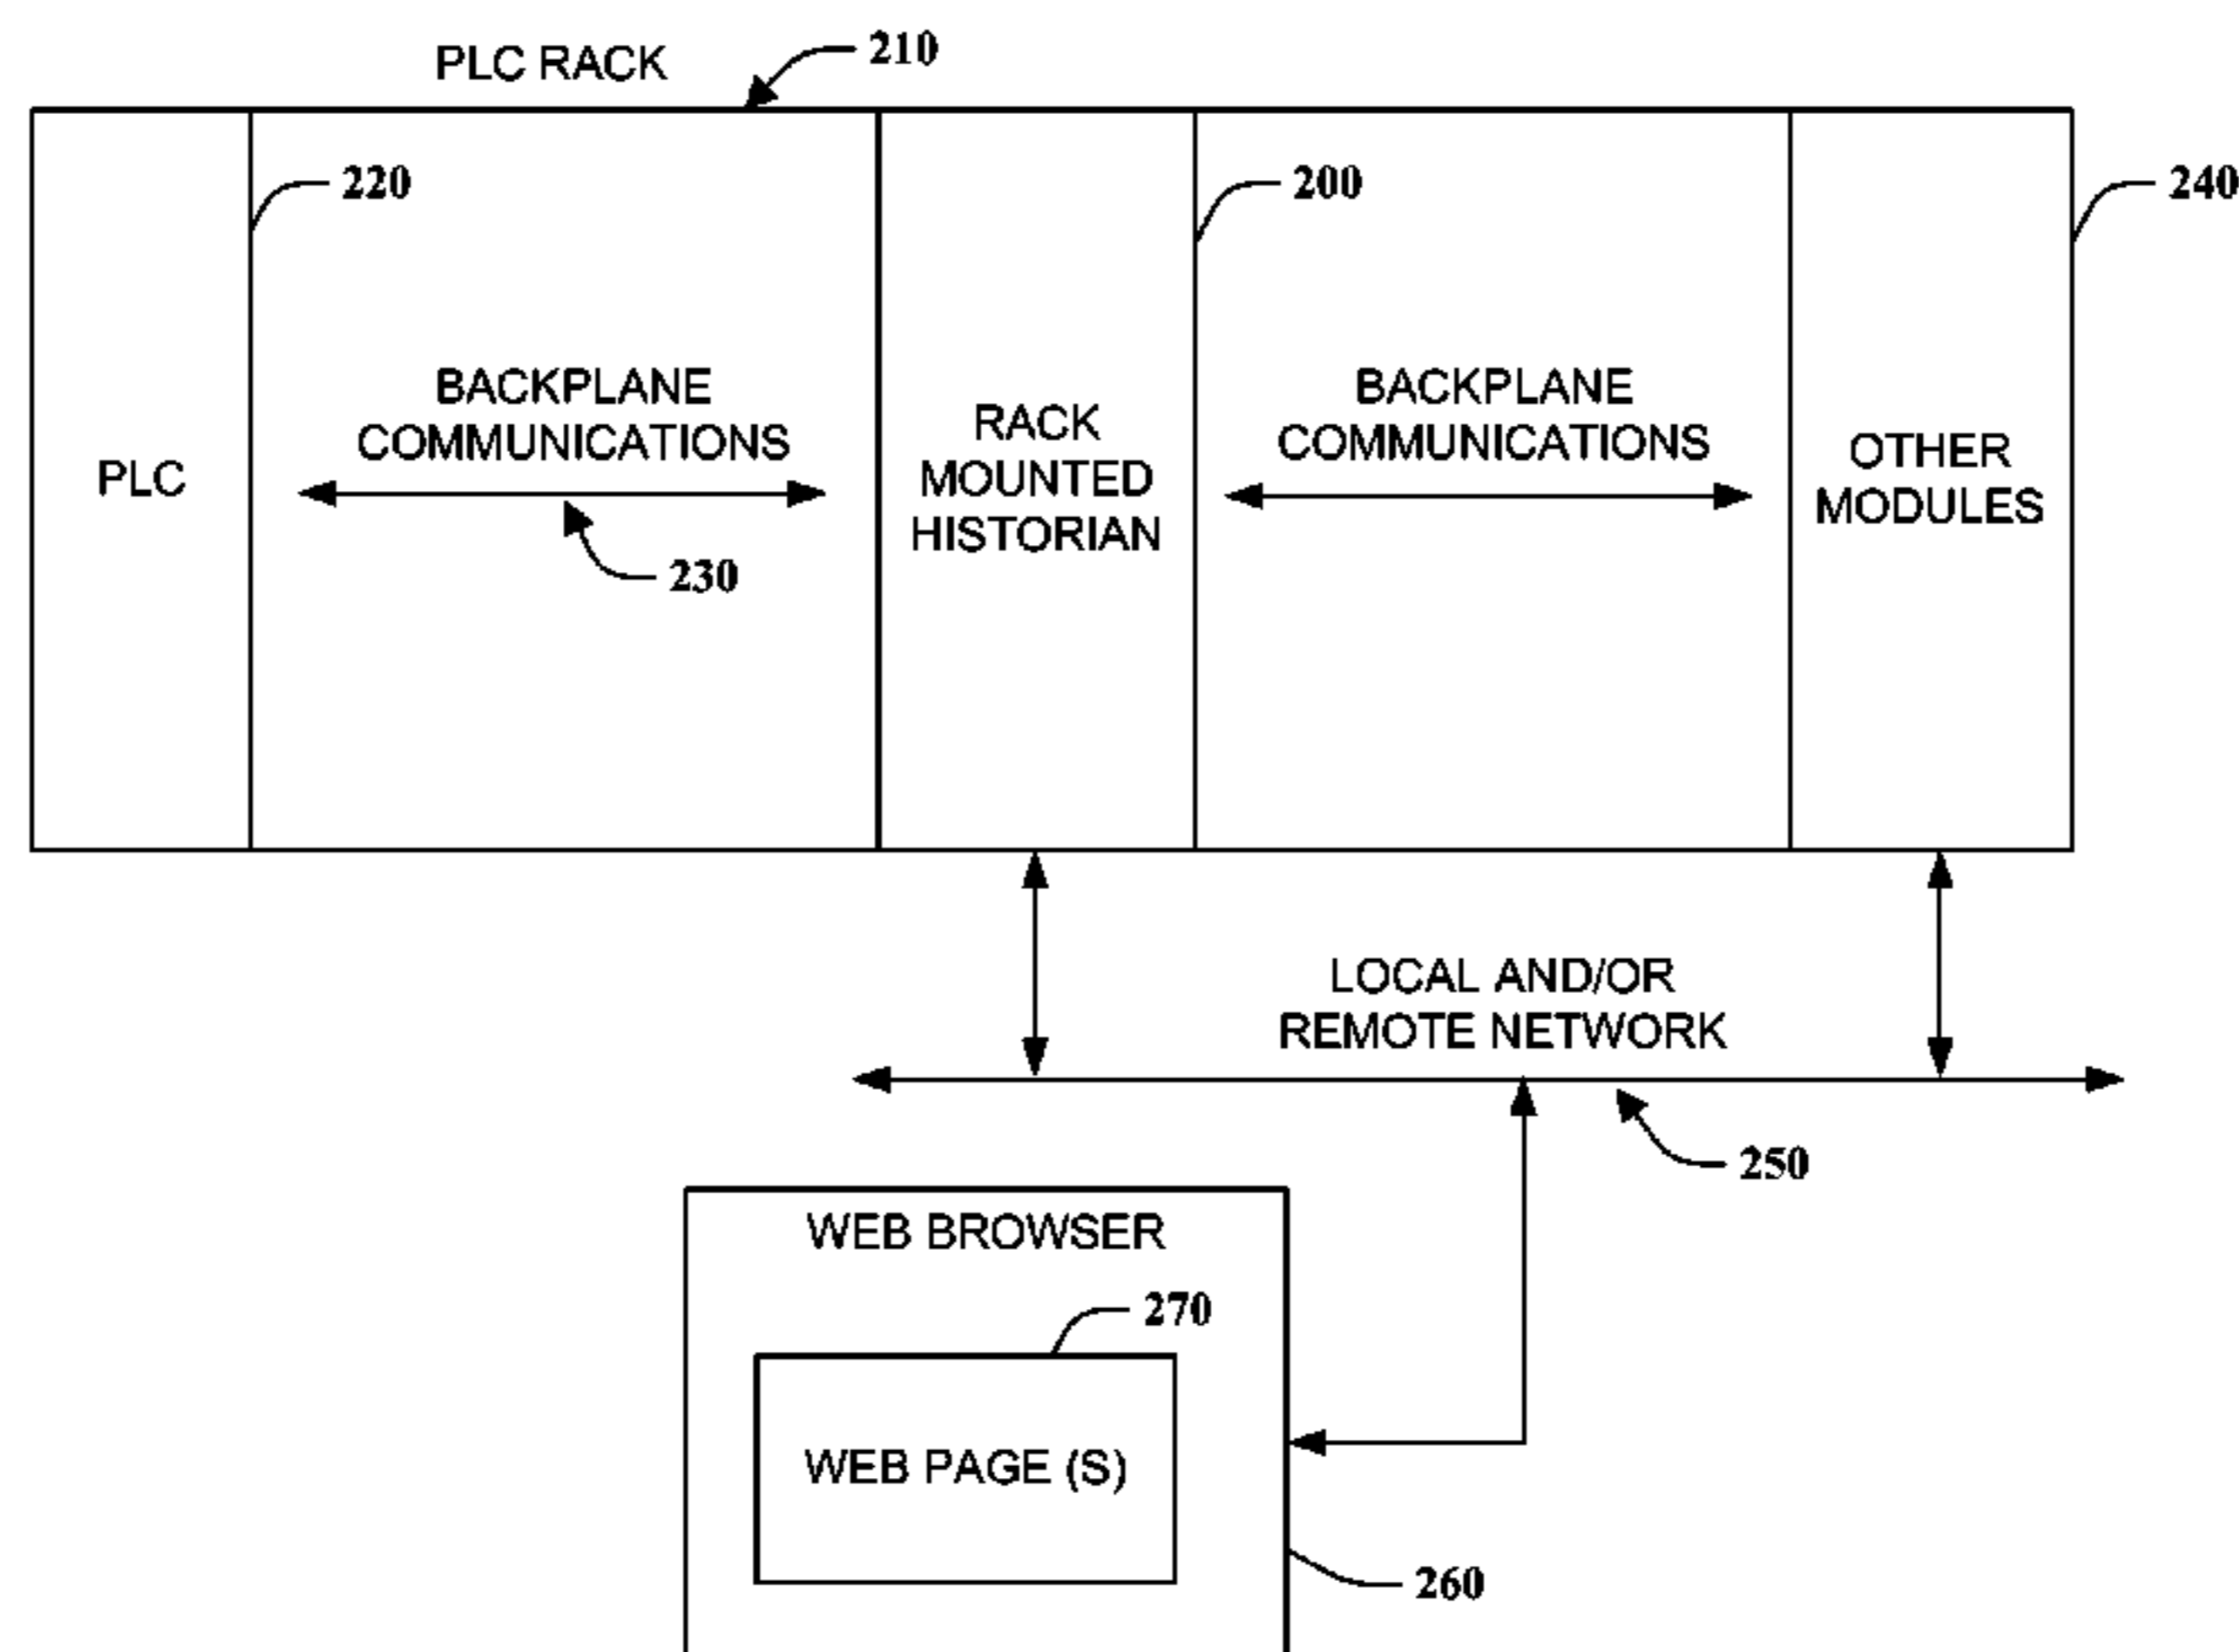 PLC RACK
210
220
200
240
PLC
BACKPLANE
COMMUNICATIONS
230
RACK
MOUNTED
HISTORIAN
BACKPLANE
COMMUNICATIONS
OTHER
MODULES
LOCAL AND/OR
REMOTE NETWORK
250
WEB BROWSER
270
WEB PAGE (S)
260